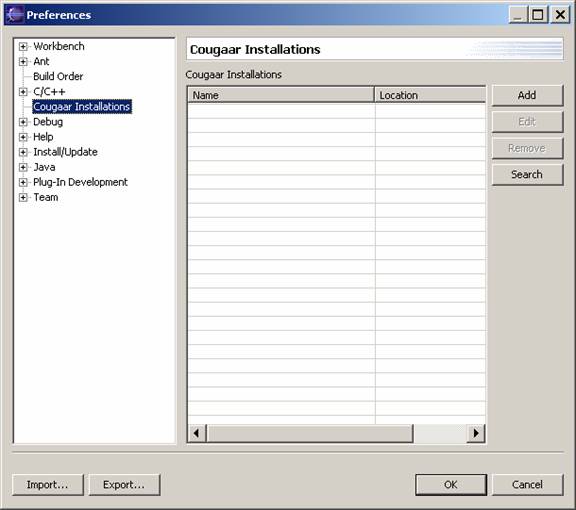 Preferences
Workbench
Ant
Build Order
C/C++
Cougaar Installations
Debug
Help
Install/Update
Java
Plug-In Development
Team
Cougaar Installations
Cougaar Installations
Name Location
Add
Edit
Remove
Search
Import... Export... OK Cancel